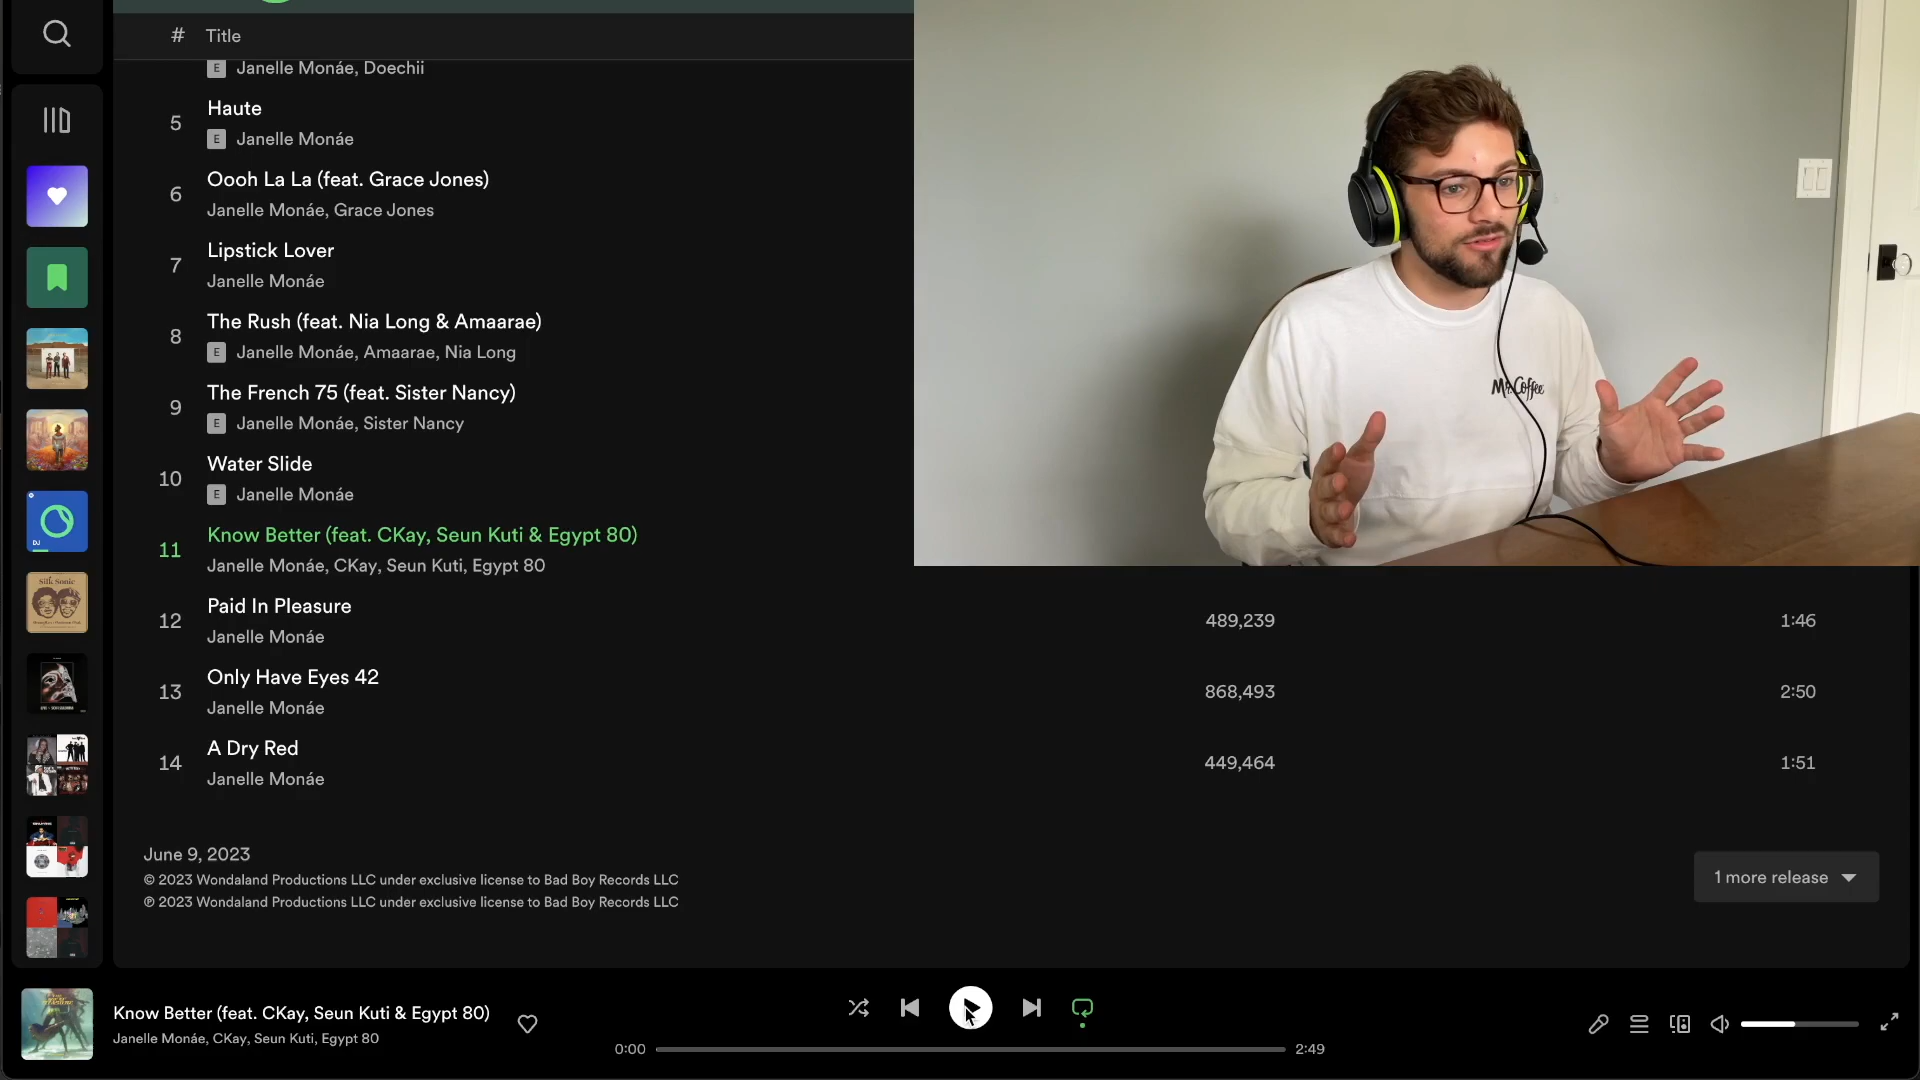 # Title
E Janelle Monáe, Doechii
5
Haute
E Janelle Monáe
6
Oooh La La (feat. Grace Jones)
Janelle Monáe, Grace Jones
7
Lipstick Lover
Janelle Monáe
8
The Rush (feat. Nia Long & Amaarae)
E Janelle Monáe, Amaarae, Nia Long
9
The French 75 (feat. Sister Nancy)
E Janelle Monáe, Sister Nancy
10
Water Slide
E Janelle Monáe
11
Know Better (feat. CKay, Seun Kuti & Egypt 80)
Janelle Monáe, CKay, Seun Kuti, Egypt 80
12
Paid In Pleasure
Janelle Monáe
489,239
1:46
13
Only Have Eyes 42
Janelle Monáe
868,493
2:50
14
A Dry Red
Janelle Monáe
449,464
1:51
June 9, 2023
© 2023 Wondaland Productions LLC under exclusive license to Bad Boy Records LLC
℗ 2023 Wondaland Productions LLC under exclusive license to Bad Boy Records LLC
1 more release
Mr. Coffee
DJ
Silk Sonic
Know Better (feat. CKay, Seun Kuti & Egypt 80)
Janelle Monáe, CKay, Seun Kuti, Egypt 80
0:00
2:49